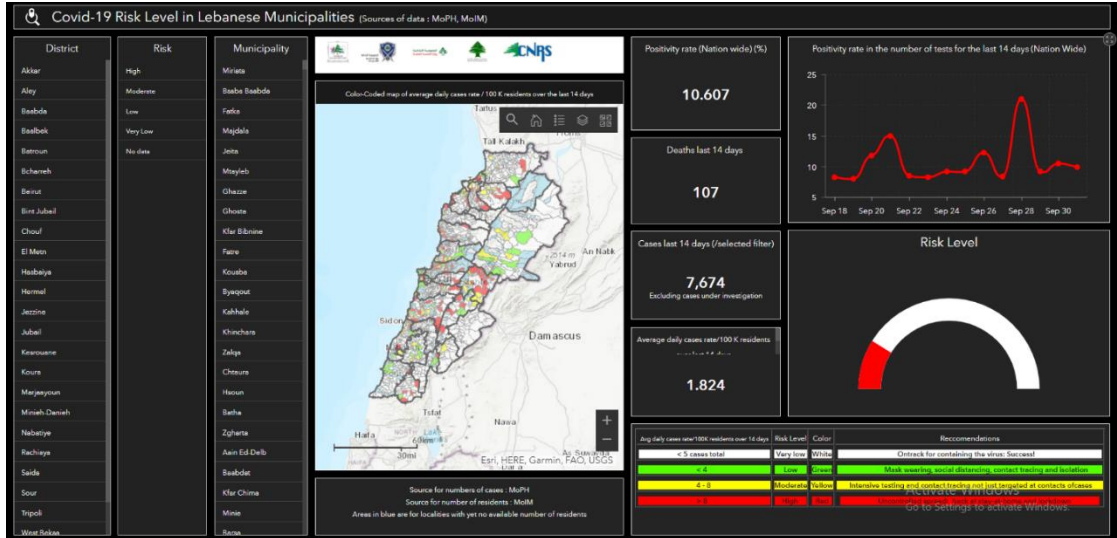 Covid-19 Risk Level in Lebanese Municipalities (Sources of data : MoPH, MoIM)
District
Akkar
Aley
Baabda
Baalbek
Batroun
Bcharreh
Beirut
Bint Jubail
Chouf
El Metn
Hasbaiya
Hermel
Jezzine
Jubail
Kesrouane
Koura
Marjaayoun
Minieh-Danieh
Nabatiye
Rachiaya
Saida
Sour
Tripoli
West Bekaa
Risk
High
Moderate
Low
Very Low
No data
Municipality
Miriata
Baaba Baabda
Fatka
Majdala
Jeita
Mtayleb
Ghazze
Ghosta
Kfar Bibnine
Fatre
Kousba
Byaqout
Kahhale
Khinchara
Zalqa
Chtaura
Hsoun
Batha
Zgharta
Aain Ed-Delb
Baabdat
Kfar Chima
Minie
Barsa
CNRS
Color-Coded map of average daily cases rate / 100 K residents over the last 14 days
Tartus
Tall Kalakh
An Nabk
Yabrud
Damascus
Nawa
Haifa
60km
30mi
Esri, HERE, Garmin, FAO, USGS
Source for numbers of cases : MoPH
Source for number of residents : MoIM
Areas in blue are for localities with yet no available number of residents
Positivity rate (Nation wide) (%)
10.607
Deaths last 14 days
107
Cases last 14 days (/selected filter)
7,674
Excluding cases under investigation
Average daily cases rate/100 K residents
1.824
Positivity rate in the number of tests for the last 14 days (Nation Wide)
25
20
15
10
5
Sep 18 Sep 20 Sep 22 Sep 24 Sep 26 Sep 28 Sep 30
Risk Level
Avg daily cases rate/100K residents over 14 days Risk Level Color Reccomendations
< 5 cases total Very low White Ontrack for containing the virus: Success!
< 4 Low Green Mask wearing, social distancing, contact tracing and isolation
4 - 8 Moderate Yellow Intensive testing and contact tracing not just targated at contacts ofcases
> 8 High Red
Activate Windows
Go to Settings to activate Windows.